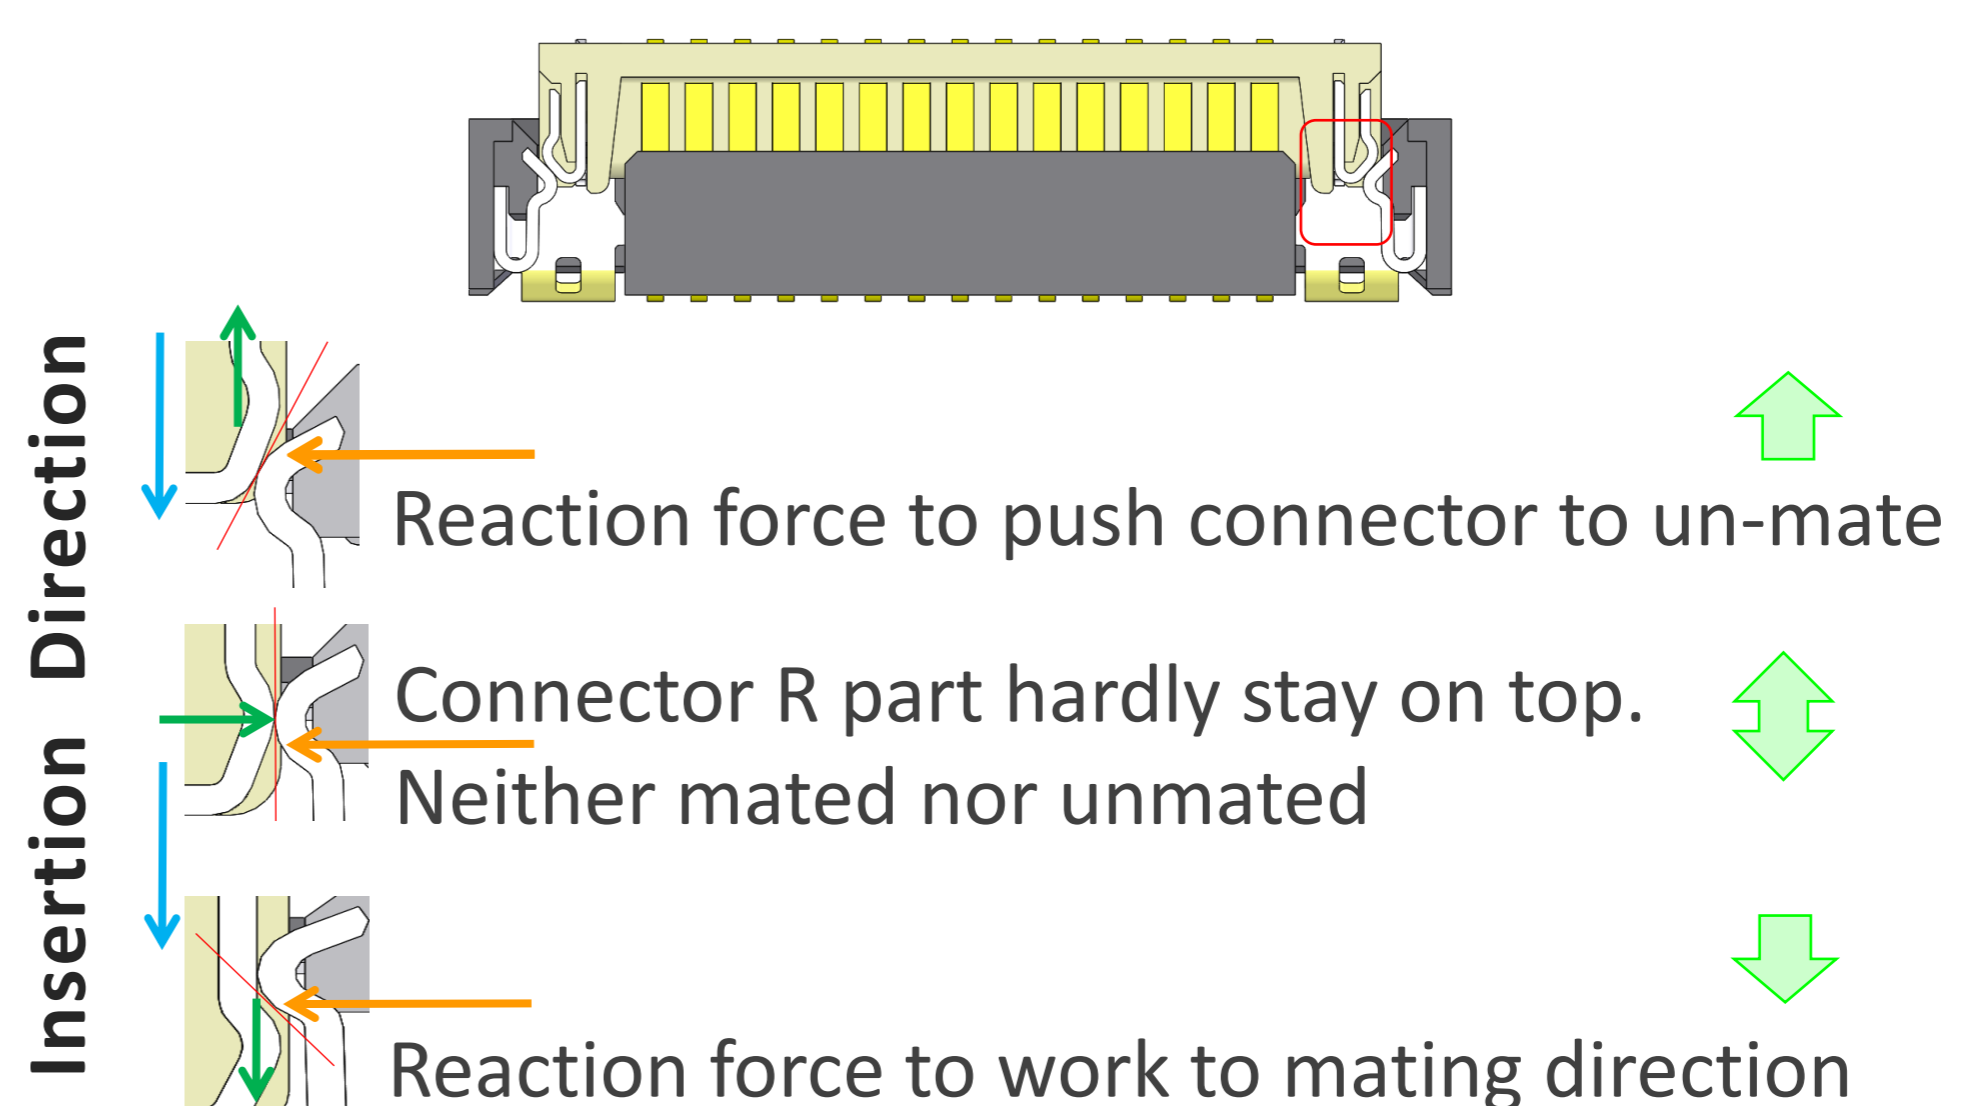 Insertion Direction
Reaction force to push connector to un-mate
Connector R part hardly stay on top.
Neither mated nor unmated
Reaction force to work to mating direction